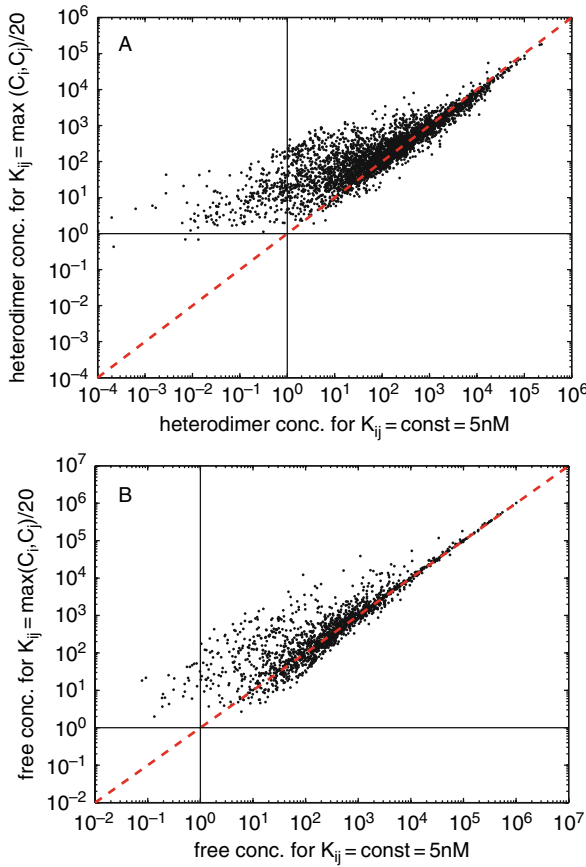 A
heterodimer conc. for K_ij = max (C_i,C_j)/20
10^6
10^5
10^4
10^3
10^2
10^1
10^0
10^−1
10^−2
10^−3
10^−4
10^−4 10^−3 10^−2 10^−1 10^0 10^1 10^2 10^3 10^4 10^5 10^6
heterodimer conc. for K_ij = const = 5nM
B
free conc. for K_ij = max(C_i,C_j)/20
10^7
10^6
10^5
10^4
10^3
10^2
10^1
10^0
10^−1
10^−2
10^−2 10^−1 10^0 10^1 10^2 10^3 10^4 10^5 10^6 10^7
free conc. for K_ij = const = 5nM